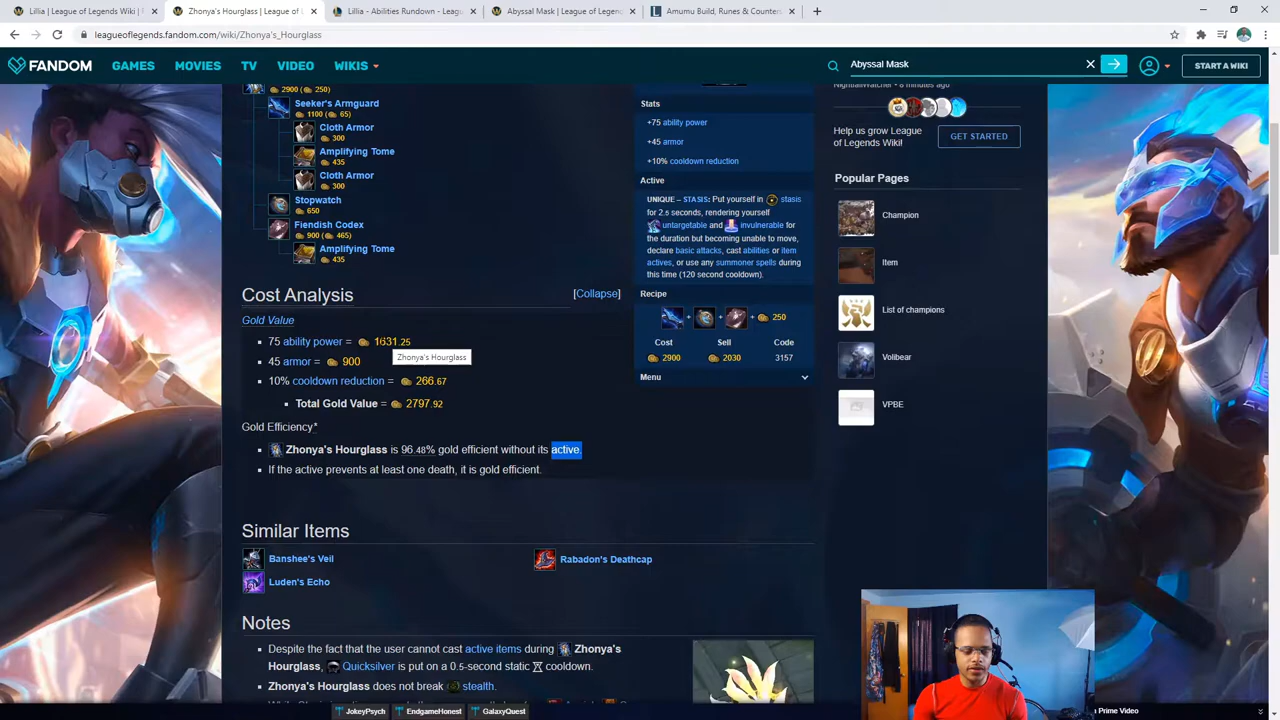 Lillia | League of Legends Wiki |
Zhonya's Hourglass | League of L
Lillia - Abilities Rundown - Leagu
Abyssal Mask | League of Legend
Amumu Build, Runes & Counters
leagueoflegends.fandom.com/wiki/Zhonya's_Hourglass
FANDOM
GAMES
MOVIES
TV
VIDEO
WIKIS
Abyssal Mask
START A WIKI
2900 (250)
Seeker's Armguard
1100 (65)
Cloth Armor
300
Amplifying Tome
435
Cloth Armor
300
Stopwatch
650
Fiendish Codex
900 (465)
Amplifying Tome
435
Cost Analysis
[Collapse]
Gold Value
75 ability power = 1631.25
Zhonya's Hourglass
45 armor = 900
10% cooldown reduction = 266.67
Total Gold Value = 2797.92
Gold Efficiency*
Zhonya's Hourglass is 96.48% gold efficient without its active.
If the active prevents at least one death, it is gold efficient.
Similar Items
Banshee's Veil
Rabadon's Deathcap
Luden's Echo
Notes
Despite the fact that the user cannot cast active items during Zhonya's
Hourglass, Quicksilver is put on a 0.5-second static cooldown.
Zhonya's Hourglass does not break stealth.
Stats
+75 ability power
+45 armor
+10% cooldown reduction
Active
UNIQUE – STASIS: Put yourself in stasis
for 2.5 seconds, rendering yourself
untargetable and invulnerable for
the duration but becoming unable to move,
declare basic attacks, cast abilities or item
actives, or use any summoner spells during
this time (120 second cooldown).
Recipe
+ + + 250
Cost Sell Code
2900 2030 3157
Menu
NightfallWatcher • 8 minutes ago
Help us grow League
of Legends Wiki!
GET STARTED
Popular Pages
Champion
Item
List of champions
Volibear
VPBE
JokeyPsych
EndgameHonest
GalaxyQuest
Prime Video